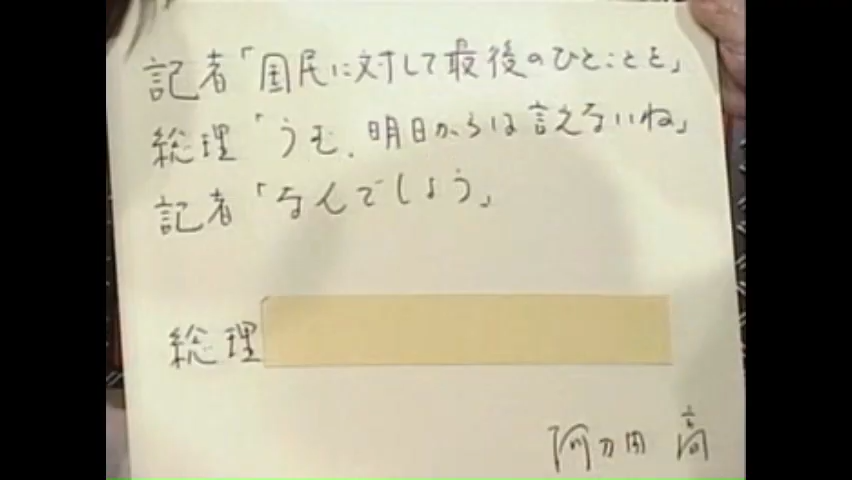 記者「国民に対して最後のひとことを」
総理「うむ、明日からは言えないね」
記者「なんでしょう」
総理
阿刀田 高